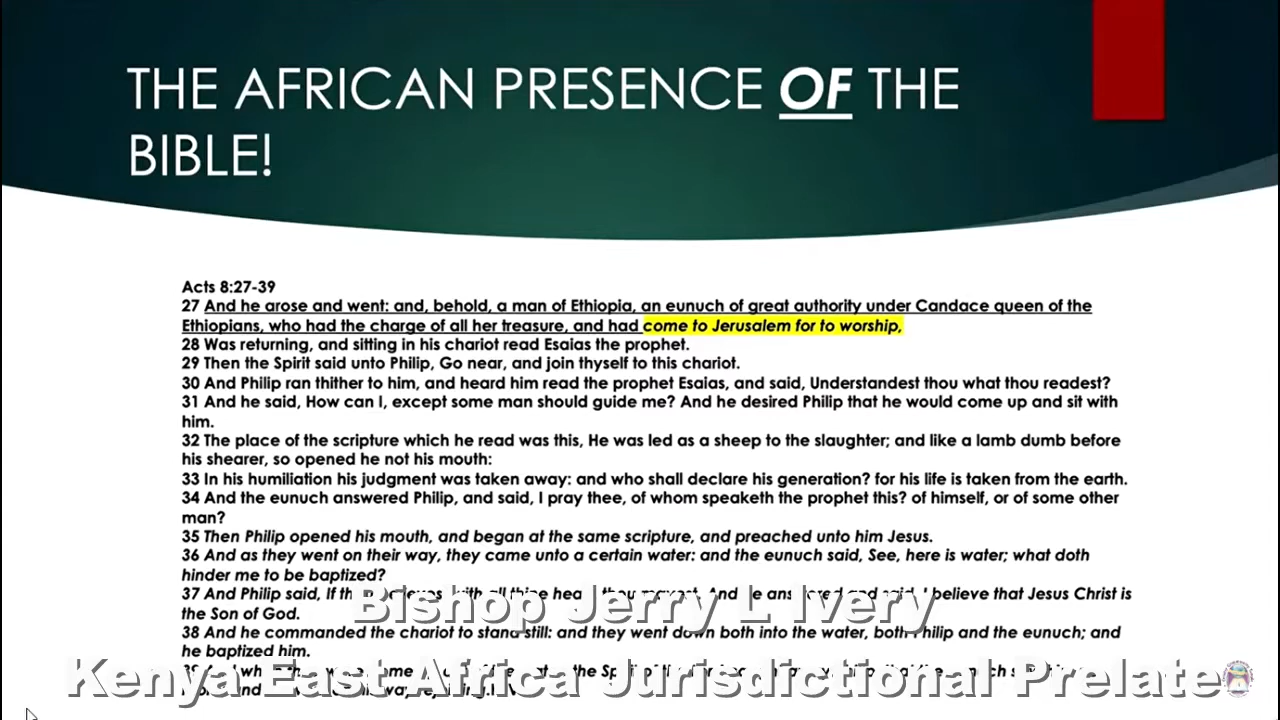 THE AFRICAN PRESENCE OF THE
BIBLE!
Acts 8:27-39
27 And he arose and went: and, behold, a man of Ethiopia, an eunuch of great authority under Candace queen of the
Ethiopians, who had the charge of all her treasure, and had come to Jerusalem for to worship,
28 Was returning, and sitting in his chariot read Esaias the prophet.
29 Then the Spirit said unto Philip, Go near, and join thyself to this chariot.
30 And Philip ran thither to him, and heard him read the prophet Esaias, and said, Understandest thou what thou readest?
31 And he said, How can I, except some man should guide me? And he desired Philip that he would come up and sit with
him.
32 The place of the scripture which he read was this, He was led as a sheep to the slaughter; and like a lamb dumb before
his shearer, so opened he not his mouth:
33 In his humiliation his judgment was taken away: and who shall declare his generation? for his life is taken from the earth.
34 And the eunuch answered Philip, and said, I pray thee, of whom speaketh the prophet this? of himself, or of some other
man?
35 Then Philip opened his mouth, and began at the same scripture, and preached unto him Jesus.
36 And as they went on their way, they came unto a certain water: and the eunuch said, See, here is water; what doth
hinder me to be baptized?
37 And Philip said, If with all thine And said, I believe that Jesus Christ is
the Son of God.
Bishop Jerry L Ivery
38 And he commanded the chariot to stand still: and they went down both into the water, both Philip and the eunuch; and
he baptized him.
the
Kenya East Africa Jurisdictional Prelate